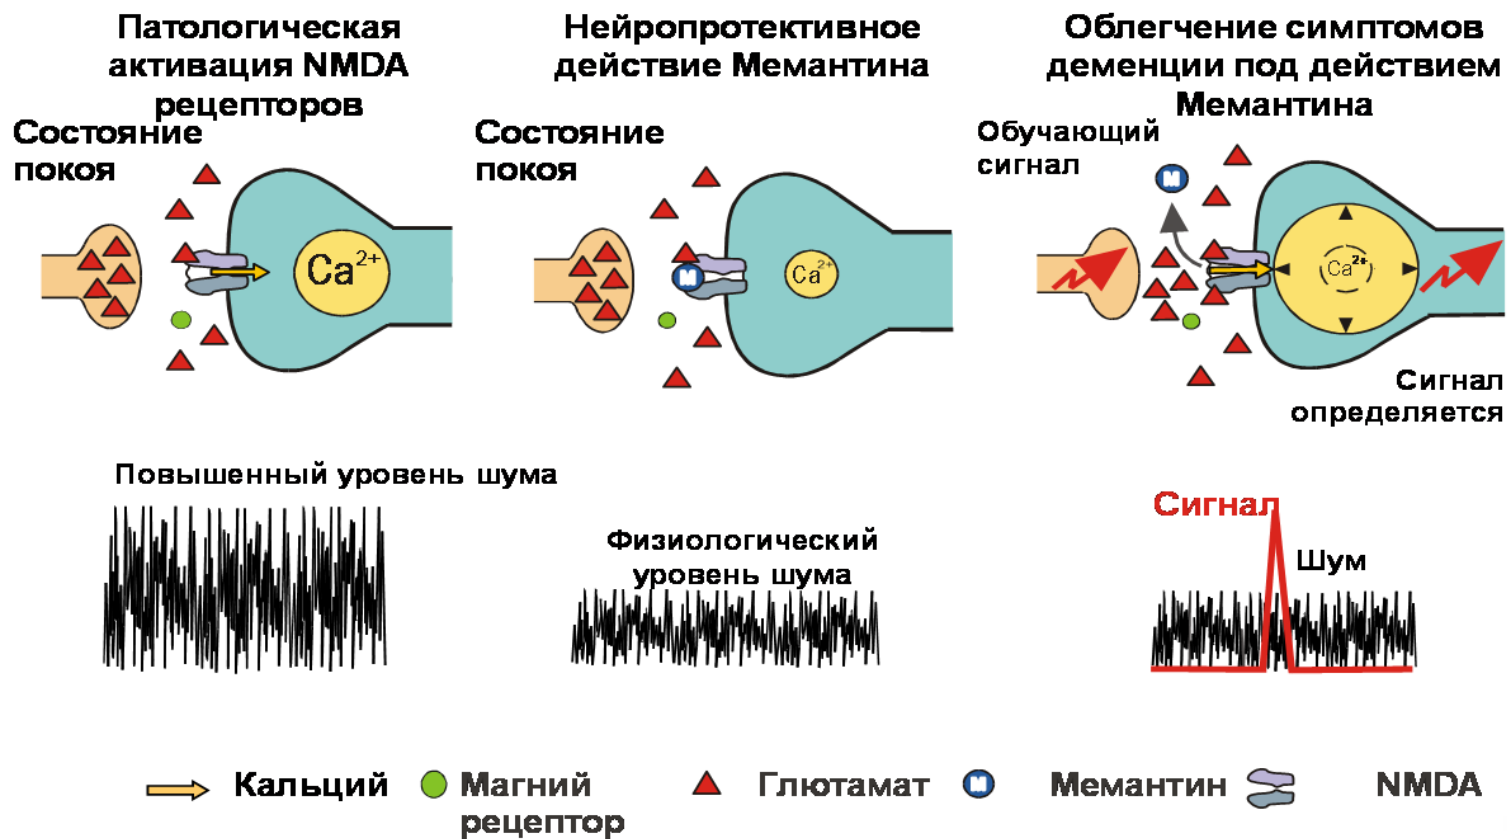 Патологическая
активация NMDA
рецепторов
Состояние
покоя
Ca2+
Повышенный уровень шума
Нейропротективное
действие Мемантина
Состояние
покоя
M
Ca2+
Физиологический
уровень шума
Облегчение симптомов
деменции под действием
Мемантина
Обучающий
сигнал
M
Ca2+
Сигнал
определяется
Сигнал
Шум
Кальций
Магний
рецептор
Глютамат
M
Мемантин
NMDA